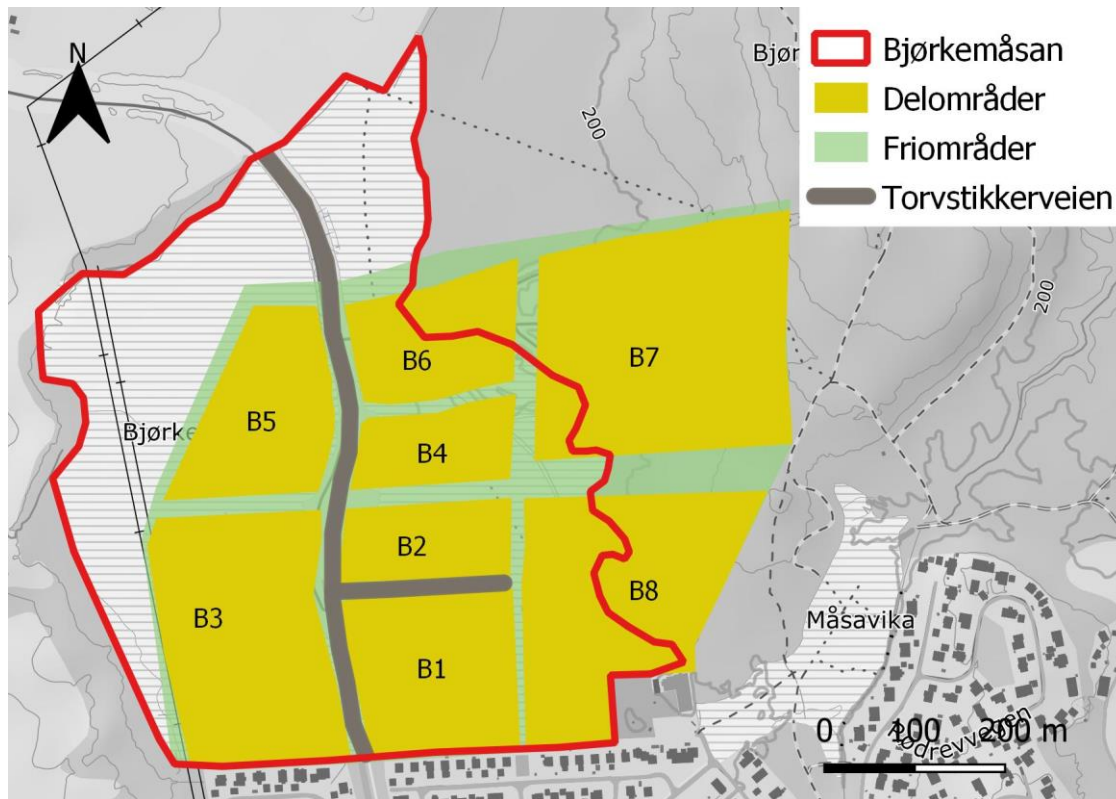 N
Bjør
Bjørkemåsan
Delområder
Friområder
Torvstikkerveien
200
200
B6
B7
B5
Bjørke
B4
B2
B3
B8
B1
Måsavika
0 100 200 m